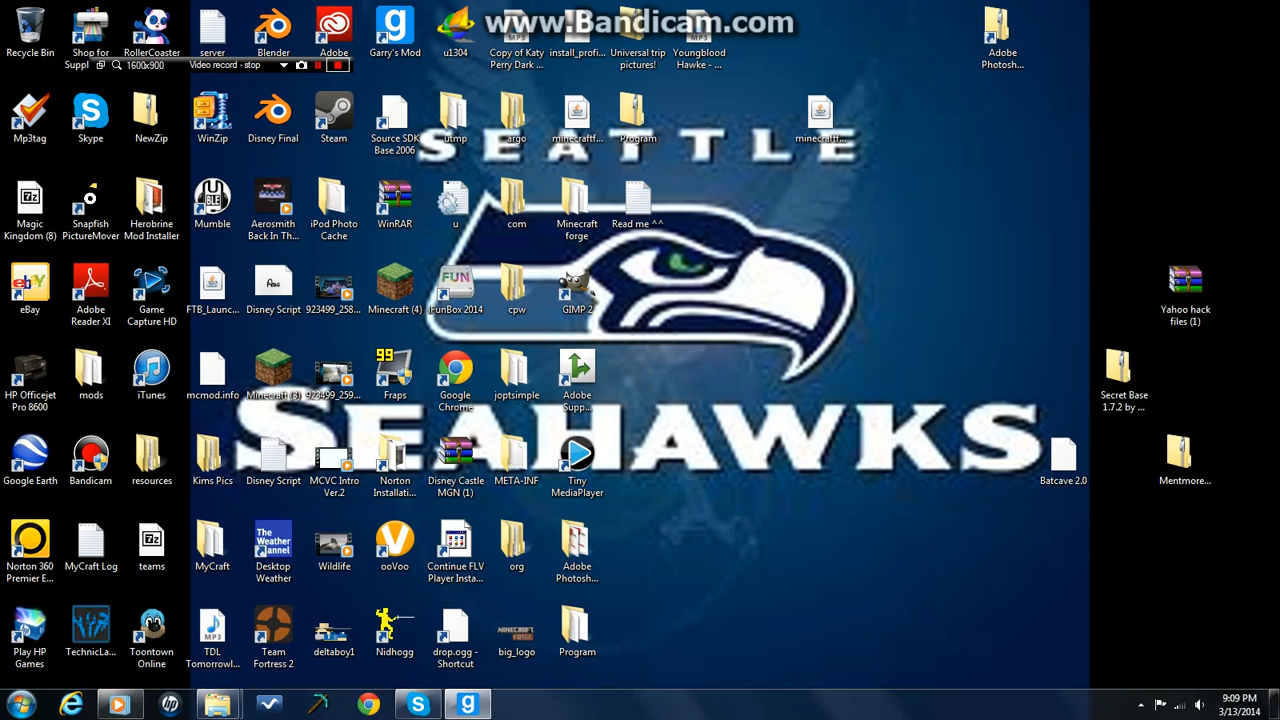 www.Bandicam.com
Recycle Bin
Shop for
Suppl
RollerCoaster
server
Blender
Adobe
Garry's Mod
u1304
Copy of Katy
Perry Dark ...
install_profi...
Universal trip
pictures!
Youngblood
Hawke - ...
Adobe
Photosh...
1600x900
Video record - stop
Mp3tag
Skype
NewZip
WinZip
Disney Final
Steam
Source SDK
Base 2006
utmp
argo
minecraftf...
Program
minecraftf...
SEATTLE
Magic
Kingdom (8)
Snapfish
PictureMover
Herobrine
Mod Installer
Mumble
Aerosmith
Back In Th...
iPod Photo
Cache
WinRAR
u
com
Minecraft
forge
Read me ^^
eBay
Adobe
Reader XI
Game
Capture HD
FTB_Launc...
Disney Script
923499_258...
Minecraft (4)
FUN
iFunBox 2014
cpw
GIMP 2
Yahoo hack
files (1)
HP Officejet
Pro 8600
mods
iTunes
mcmod.info
Minecraft (3)
923499_259...
99
Fraps
Google
Chrome
joptsimple
Adobe
Supp...
Secret Base
1.7.2 by ...
SEAHAWKS
Google Earth
Bandicam
resources
Kims Pics
Disney Script
MCVC Intro
Ver.2
Norton
Installati...
Disney Castle
MGN (1)
META-INF
Tiny
MediaPlayer
Batcave 2.0
Mentmore...
Norton 360
Premier E...
MyCraft Log
teams
MyCraft
The
Weather
Channel
Desktop
Weather
Wildlife
ooVoo
Continue FLV
Player Insta...
org
Adobe
Photosh...
Play HP
Games
TechnicLa...
Toontown
Online
MP3
TDL
Tomorrowl...
Team
Fortress 2
deltaboy1
Nidhogg
drop.ogg -
Shortcut
big_logo
Program
9:09 PM
3/13/2014